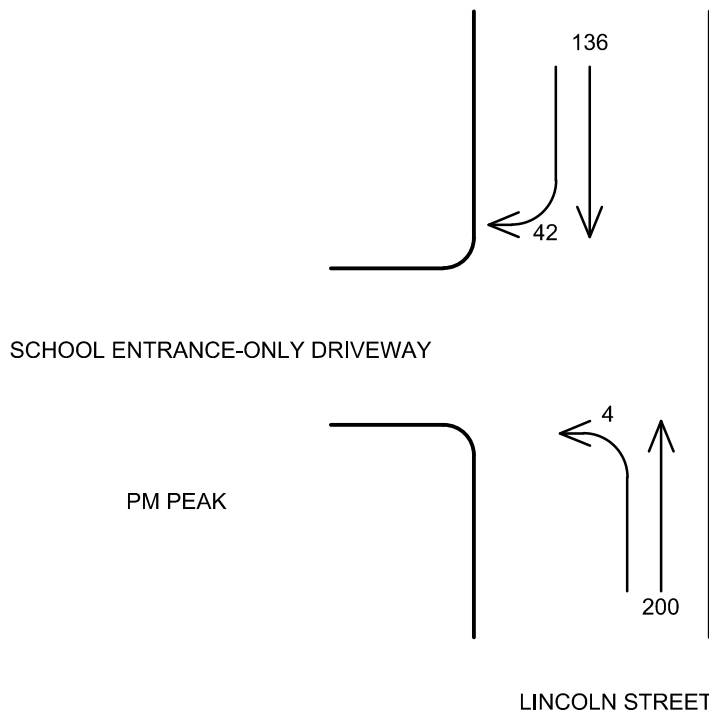 136
42
SCHOOL ENTRANCE-ONLY DRIVEWAY
4
PM PEAK
200
LINCOLN STREET